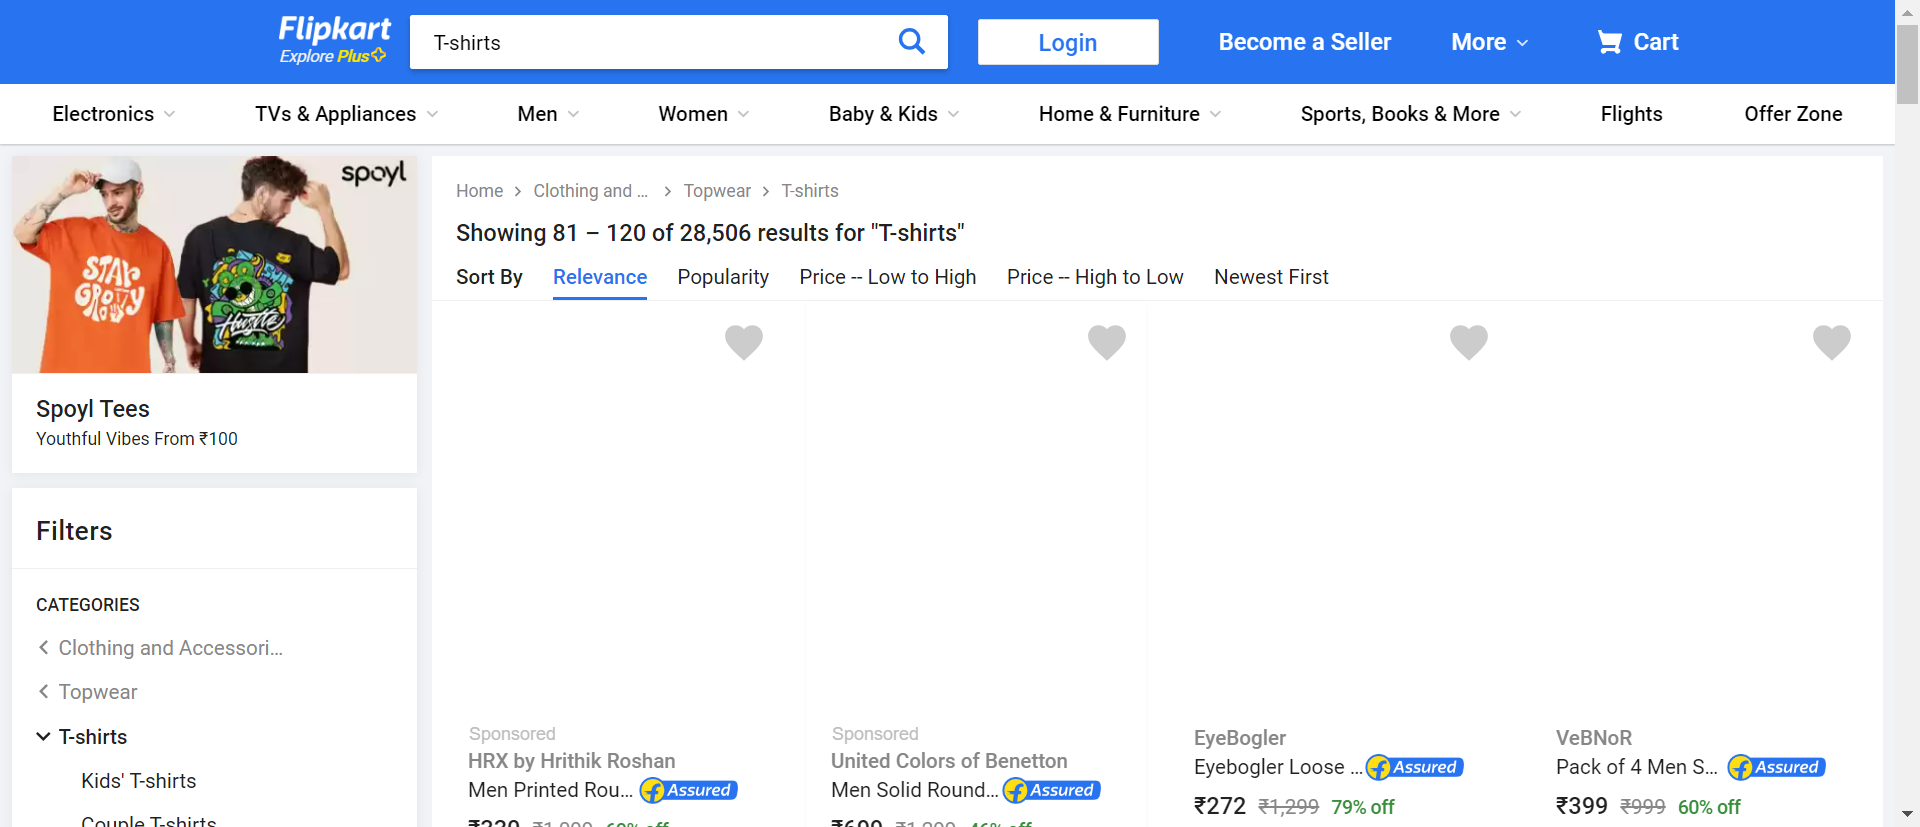 Flipkart
Explore Plus
T-shirts
Login
Become a Seller
More
Cart
Electronics
TVs & Appliances
Men
Women
Baby & Kids
Home & Furniture
Sports, Books & More
Flights
Offer Zone
spoyl
STAY
GROOVY
Hustle
Spoyl Tees
Youthful Vibes From ₹100
Filters
CATEGORIES
Clothing and Accessori...
Topwear
T-shirts
Kids' T-shirts
Couple T-shirts
Home
Clothing and ...
Topwear
T-shirts
Showing 81 – 120 of 28,506 results for "T-shirts"
Sort By
Relevance
Popularity
Price -- Low to High
Price -- High to Low
Newest First
Sponsored
HRX by Hrithik Roshan
Men Printed Rou... Assured
Sponsored
United Colors of Benetton
Men Solid Round... Assured
EyeBogler
Eyebogler Loose ... Assured
₹272 ₹1,299 79% off
VeBNoR
Pack of 4 Men S... Assured
₹399 ₹999 60% off